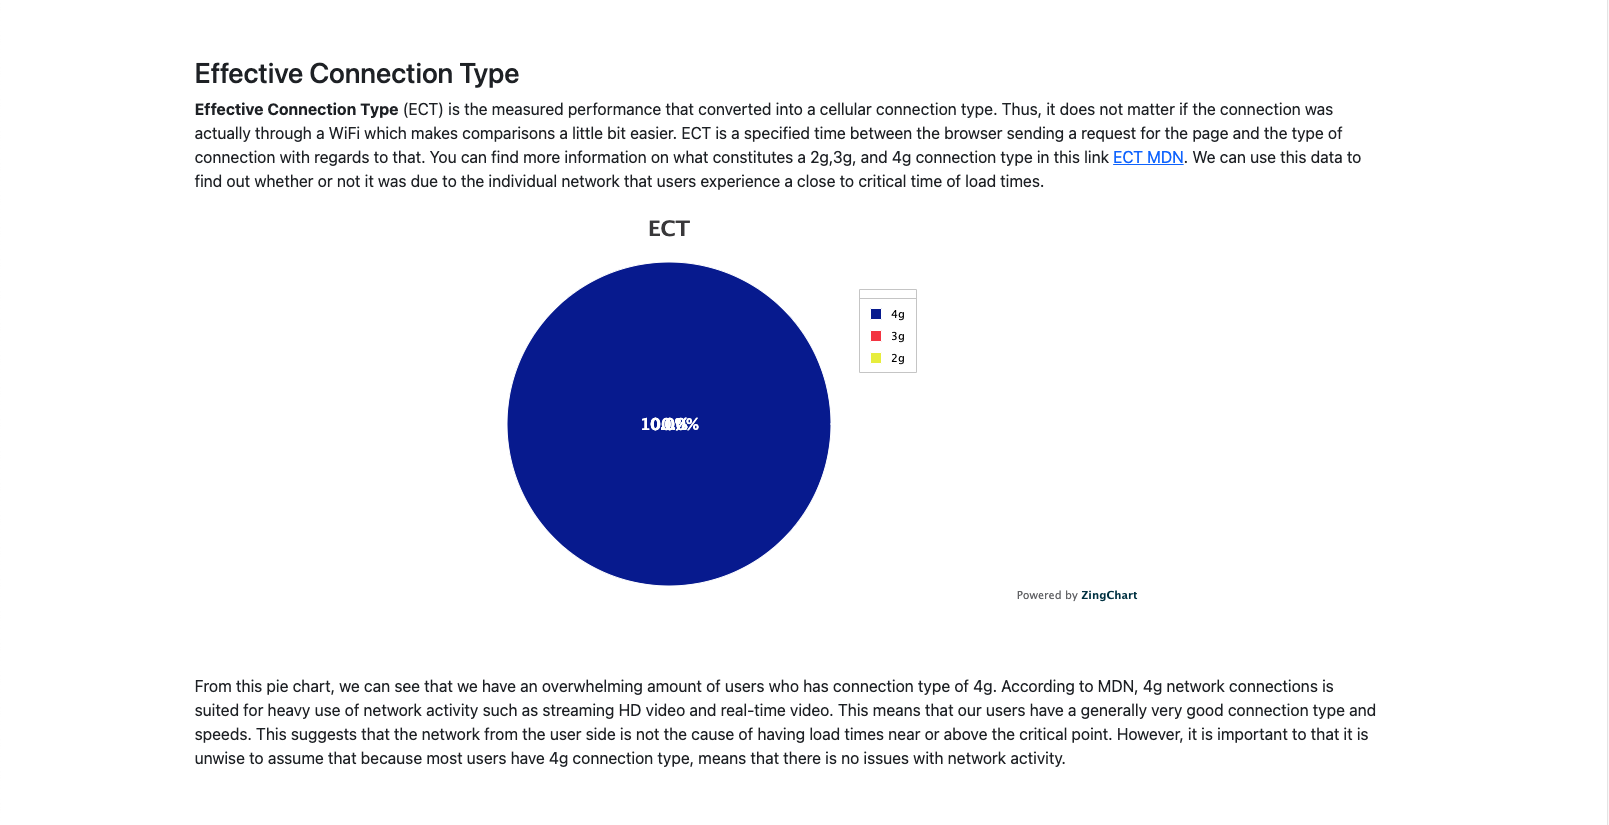 Effective Connection Type
Effective Connection Type (ECT) is the measured performance that converted into a cellular connection type. Thus, it does not matter if the connection was
actually through a WiFi which makes comparisons a little bit easier. ECT is a specified time between the browser sending a request for the page and the type of
connection with regards to that. You can find more information on what constitutes a 2g,3g, and 4g connection type in this link ECT MDN. We can use this data to
find out whether or not it was due to the individual network that users experience a close to critical time of load times.
ECT
4g
3g
2g
Powered by ZingChart
From this pie chart, we can see that we have an overwhelming amount of users who has connection type of 4g. According to MDN, 4g network connections is
suited for heavy use of network activity such as streaming HD video and real-time video. This means that our users have a generally very good connection type and
speeds. This suggests that the network from the user side is not the cause of having load times near or above the critical point. However, it is important to that it is
unwise to assume that because most users have 4g connection type, means that there is no issues with network activity.